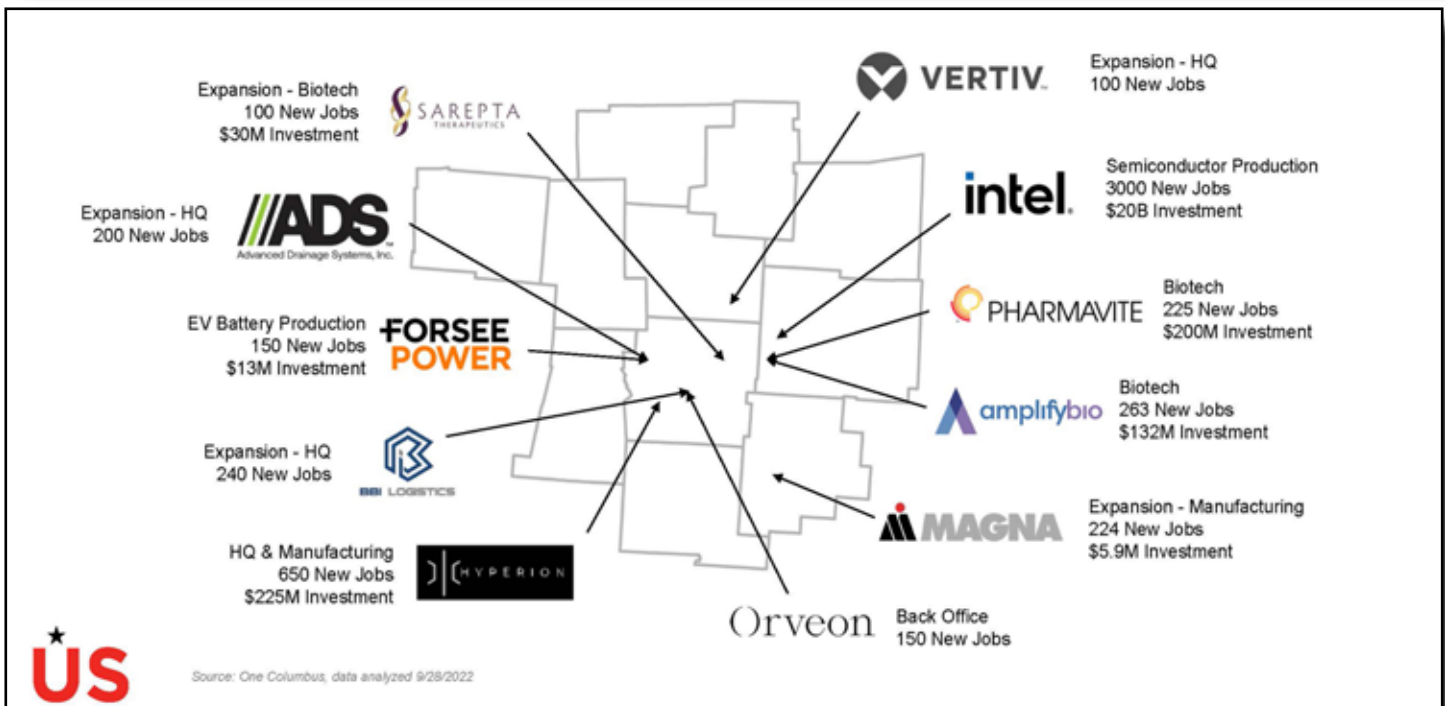 Expansion - Biotech
100 New Jobs
$30M Investment
SAREPTA
THERAPEUTICS
VERTIV™
Expansion - HQ
100 New Jobs
Expansion - HQ
200 New Jobs
ADS™
Advanced Drainage Systems, Inc.
intel.
Semiconductor Production
3000 New Jobs
$20B Investment
EV Battery Production
150 New Jobs
$13M Investment
FORSEE
POWER
PHARMAVITE
Biotech
225 New Jobs
$200M Investment
amplifybio
Biotech
263 New Jobs
$132M Investment
Expansion - HQ
240 New Jobs
BBI LOGISTICS
MAGNA
Expansion - Manufacturing
224 New Jobs
$5.9M Investment
HQ & Manufacturing
650 New Jobs
$225M Investment
HYPERION
Orveon
Back Office
150 New Jobs
US
Source: One Columbus, data analyzed 9/28/2022